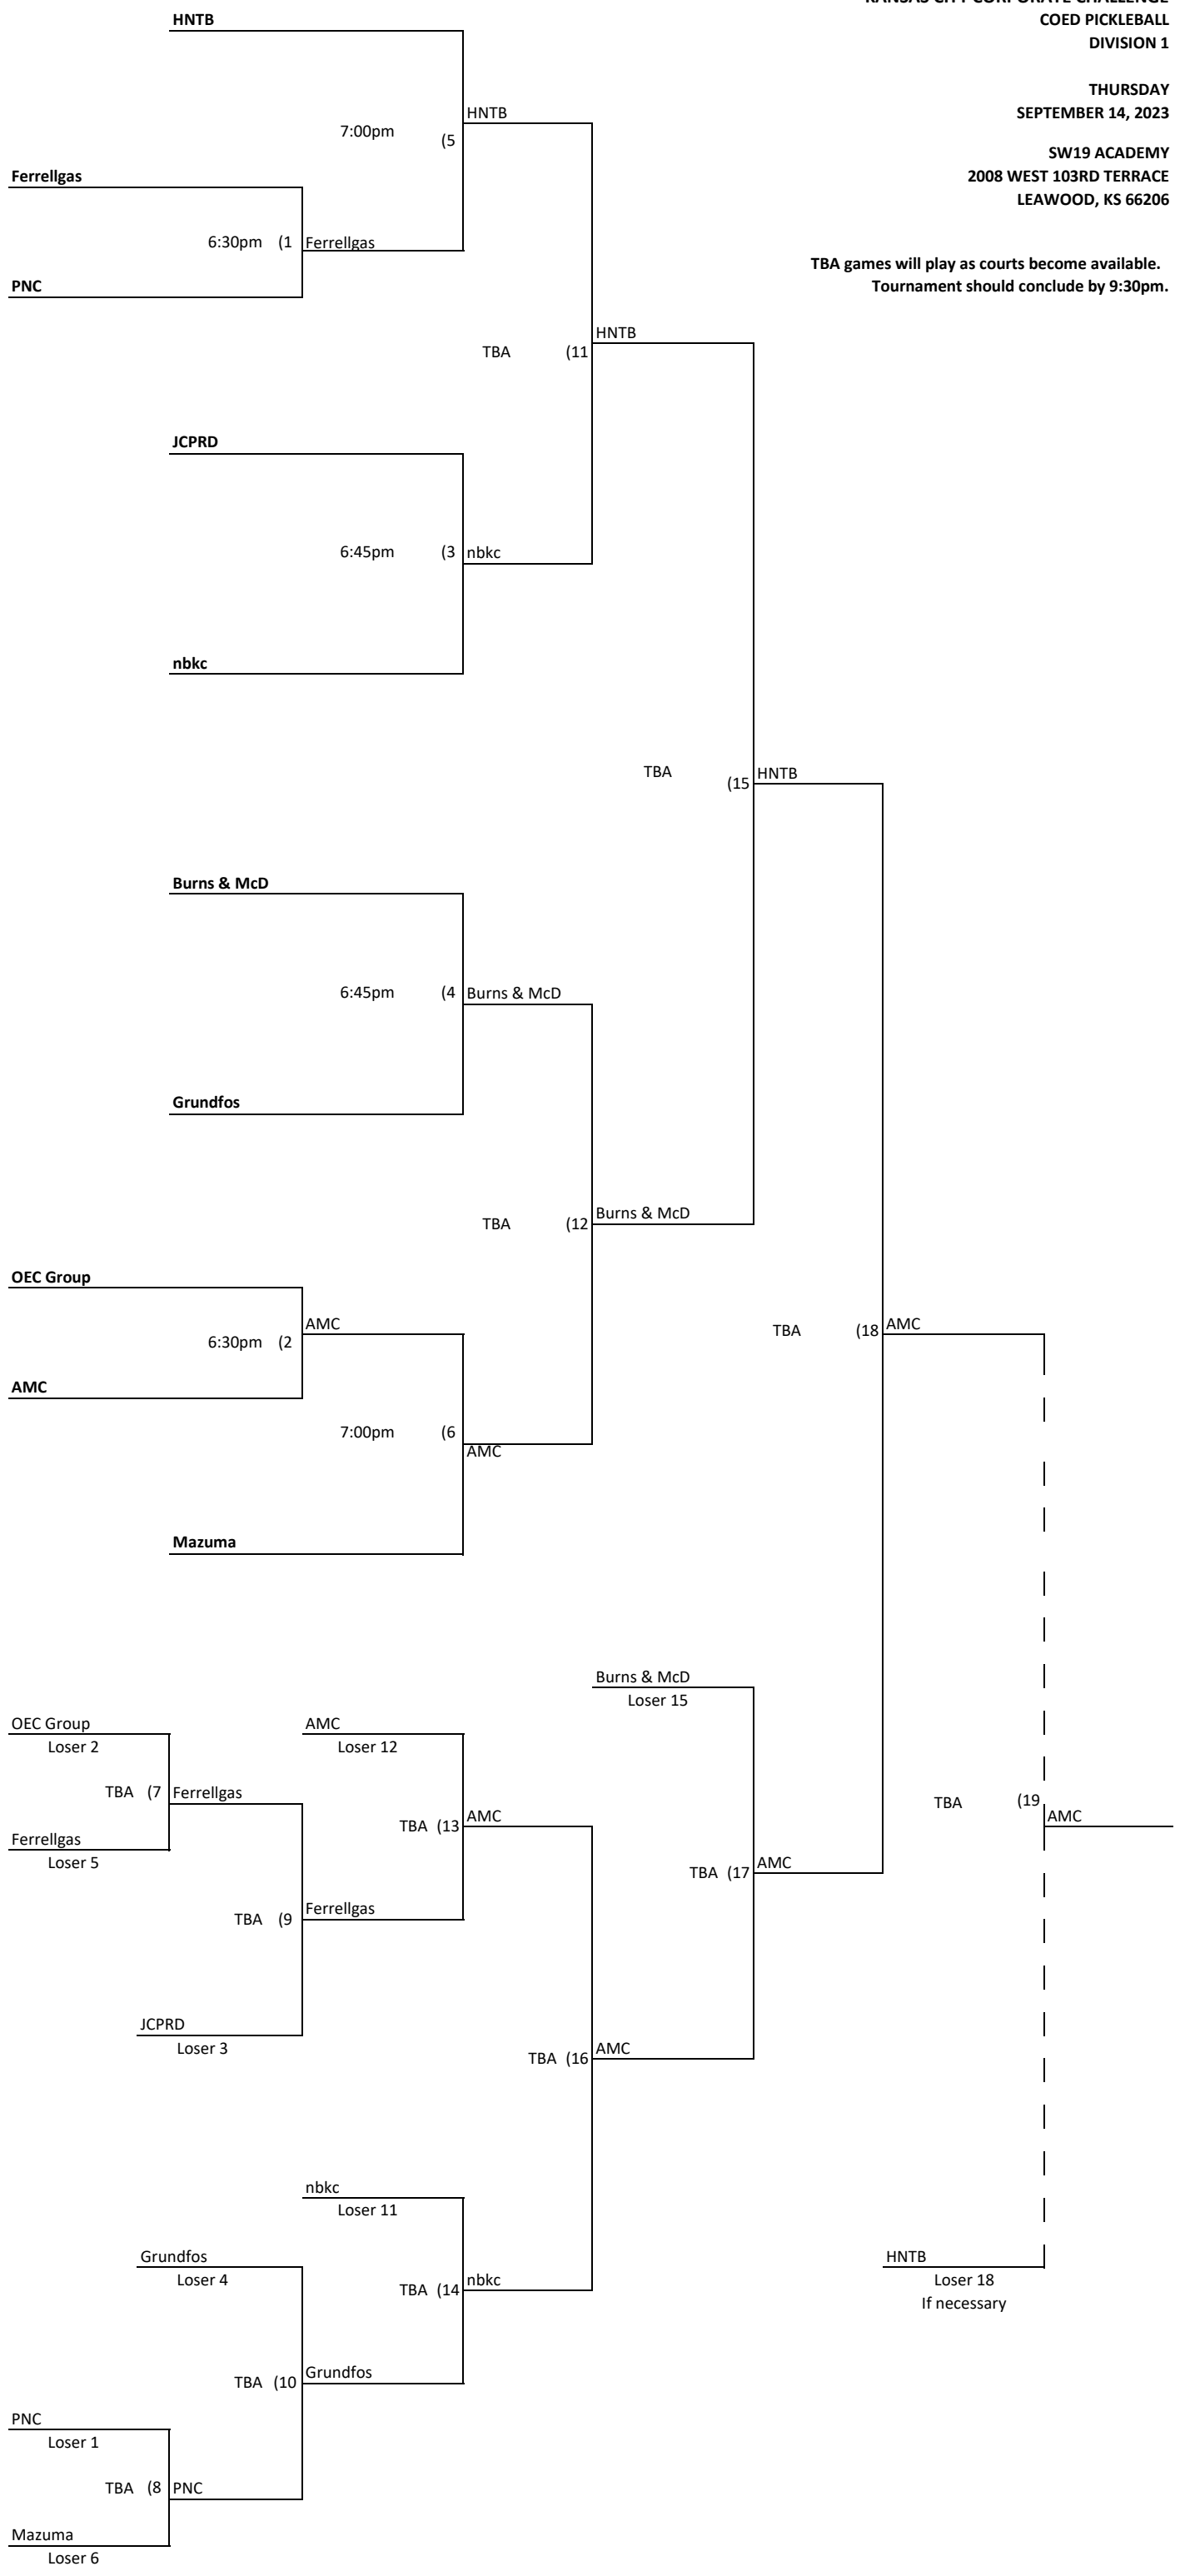 KANSAS CITY CORPORATE CHALLENGE
HNTB
COED PICKLEBALL
DIVISION 1
THURSDAY
SEPTEMBER 14, 2023
HNTB
7:00pm (5
SW19 ACADEMY
2008 WEST 103RD TERRACE
LEAWOOD, KS 66206
Ferrellgas
6:30pm (1 Ferrellgas
PNC
TBA games will play as courts become available.
Tournament should conclude by 9:30pm.
HNTB
TBA (11
JCPRD
6:45pm (3 nbkc
nbkc
TBA (15 HNTB
Burns & McD
6:45pm (4 Burns & McD
Grundfos
TBA (12 Burns & McD
OEC Group
AMC
6:30pm (2
TBA (18 AMC
AMC
7:00pm (6
AMC
Mazuma
Burns & McD
Loser 15
OEC Group
Loser 2
AMC
Loser 12
TBA (7 Ferrellgas
TBA (13 AMC
TBA (19 AMC
Ferrellgas
Loser 5
TBA (17 AMC
TBA (9 Ferrellgas
JCPRD
Loser 3
TBA (16 AMC
nbkc
Loser 11
Grundfos
Loser 4
TBA (14 nbkc
HNTB
Loser 18
If necessary
TBA (10 Grundfos
PNC
Loser 1
TBA (8 PNC
Mazuma
Loser 6